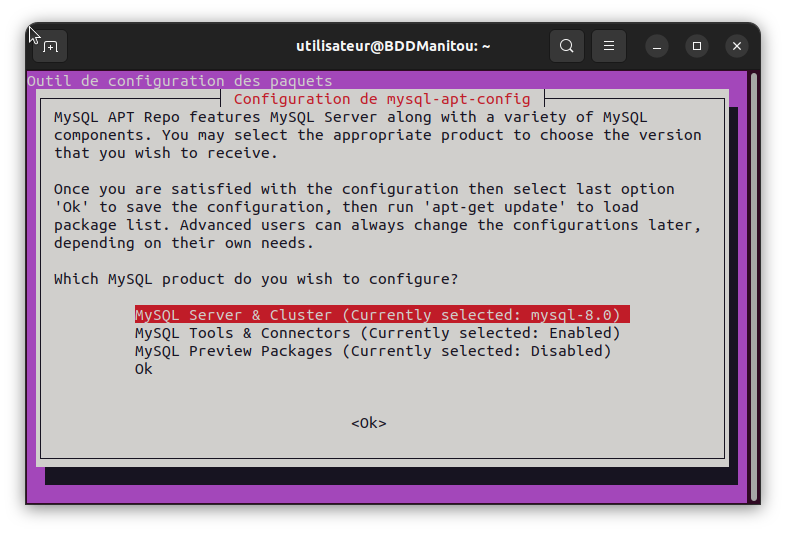 utilisateur@BDDManitou: ~
Outil de configuration des paquets
Configuration de mysql-apt-config
MySQL APT Repo features MySQL Server along with a variety of MySQL
components. You may select the appropriate product to choose the version
that you wish to receive.
Once you are satisfied with the configuration then select last option
'Ok' to save the configuration, then run 'apt-get update' to load
package list. Advanced users can always change the configurations later,
depending on their own needs.
Which MySQL product do you wish to configure?
MySQL Server & Cluster (Currently selected: mysql-8.0)
MySQL Tools & Connectors (Currently selected: Enabled)
MySQL Preview Packages (Currently selected: Disabled)
Ok
<Ok>